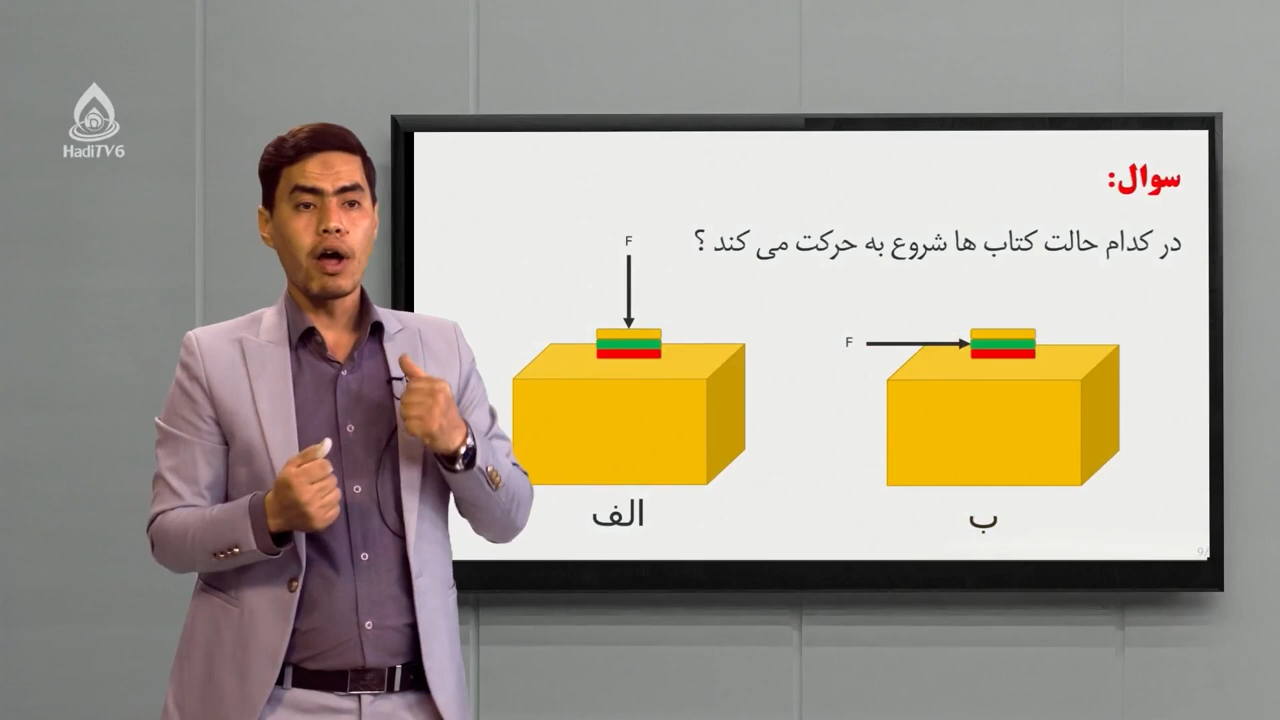 HadiTV6
سوال:
در کدام حالت کتاب ها شروع به حرکت می کند ؟
F
F
الف
ب